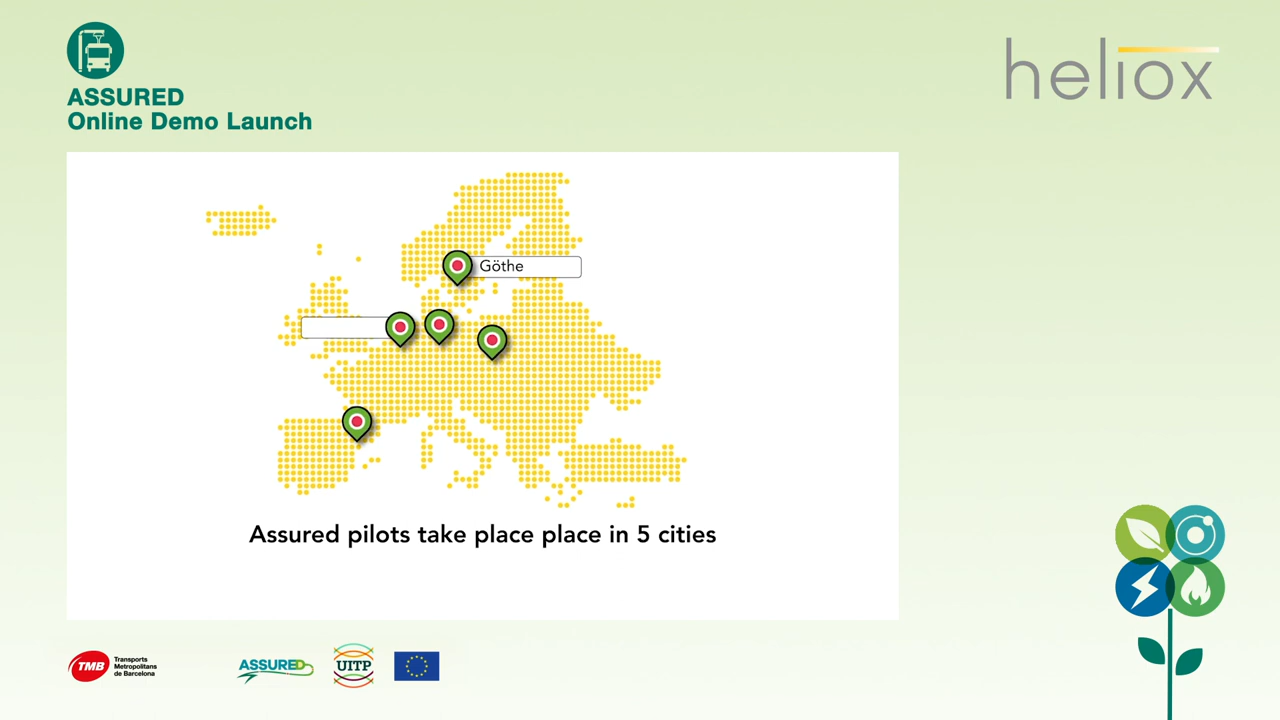 ASSURED
Online Demo Launch
heliox
Göthe
Assured pilots take place place in 5 cities
TMB
Transports
Metropolitans
de Barcelona
ASSURED
UITP